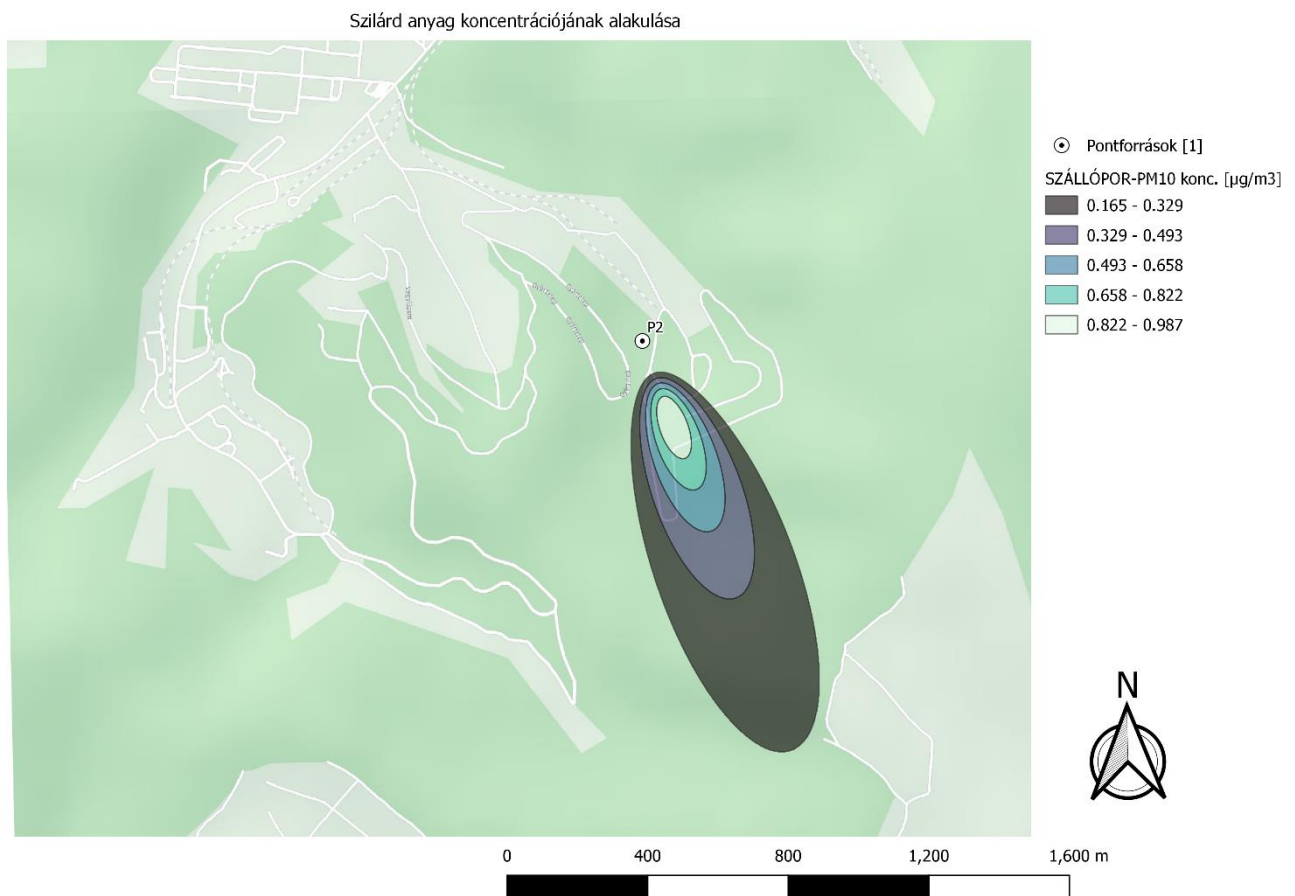 Szilárd anyag koncentrációjának alakulása
Pontforrások [1]
SZÁLLÓPOR-PM10 konc. [µg/m3]
0.165 - 0.329
0.329 - 0.493
0.493 - 0.658
0.658 - 0.822
0.822 - 0.987
P2
N
0 400 800 1,200 1,600 m